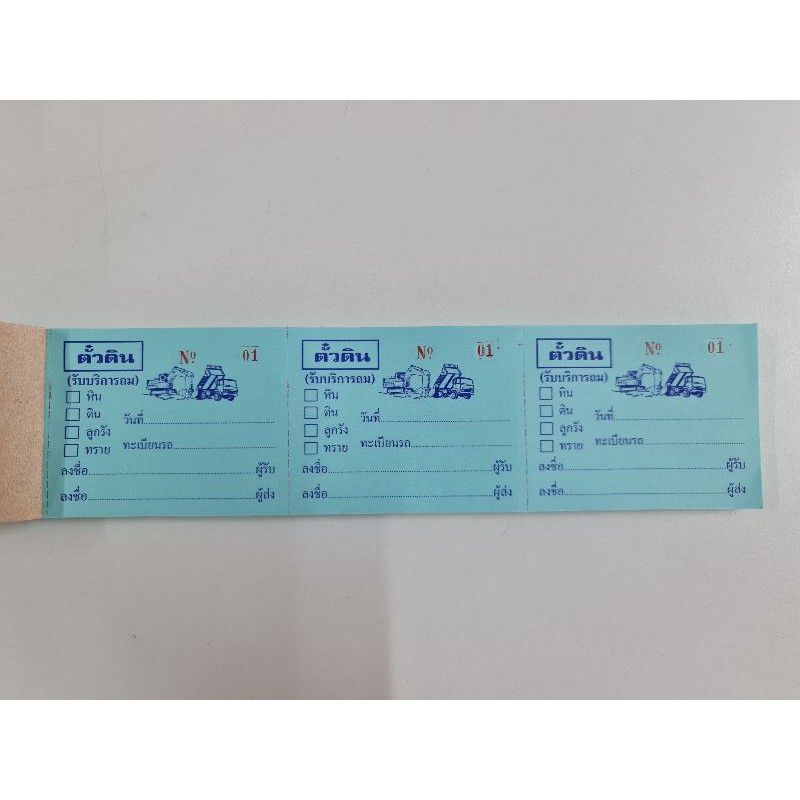 ตั๋วดิน Nº 01
(รับบริการถม)
หิน
ดิน วันที่
ลูกรัง
ทราย ทะเบียนรถ
ลงชื่อ ผู้รับ
ลงชื่อ ผู้ส่ง
ตั๋วดิน Nº 01
(รับบริการถม)
หิน
ดิน วันที่
ลูกรัง
ทราย ทะเบียนรถ
ลงชื่อ ผู้รับ
ลงชื่อ ผู้ส่ง
ตั๋วดิน Nº 01
(รับบริการถม)
หิน
ดิน วันที่
ลูกรัง
ทราย ทะเบียนรถ
ลงชื่อ ผู้รับ
ลงชื่อ ผู้ส่ง